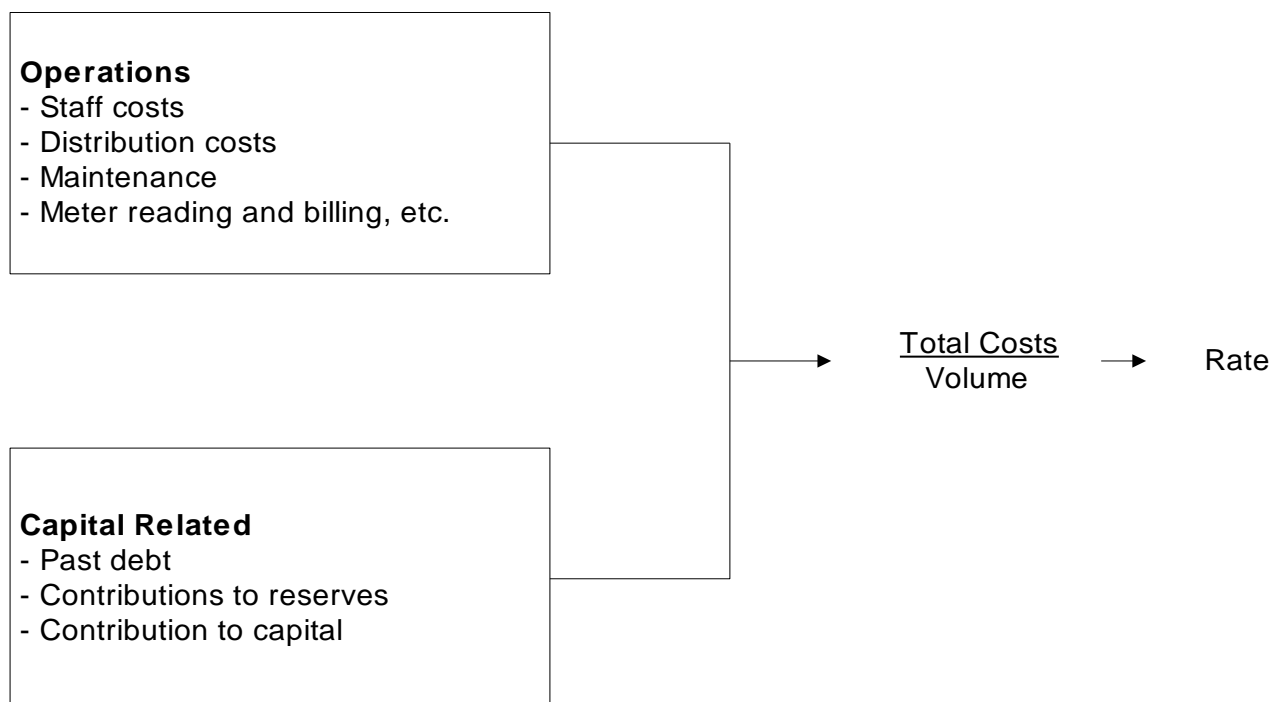 Operations
- Staff costs
- Distribution costs
- Maintenance
- Meter reading and billing, etc.
Total Costs
Volume
Rate
Capital Related
- Past debt
- Contributions to reserves
- Contribution to capital